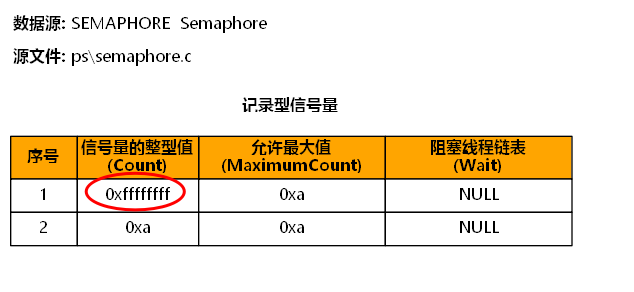 数据源: SEMAPHORE  Semaphore
源文件: ps\semaphore.c
记录型信号量
序号 信号量的整型值 (Count) 允许最大值 (MaximumCount) 阻塞线程链表 (Wait)
1 0xffffffff 0xa NULL
2 0xa 0xa NULL